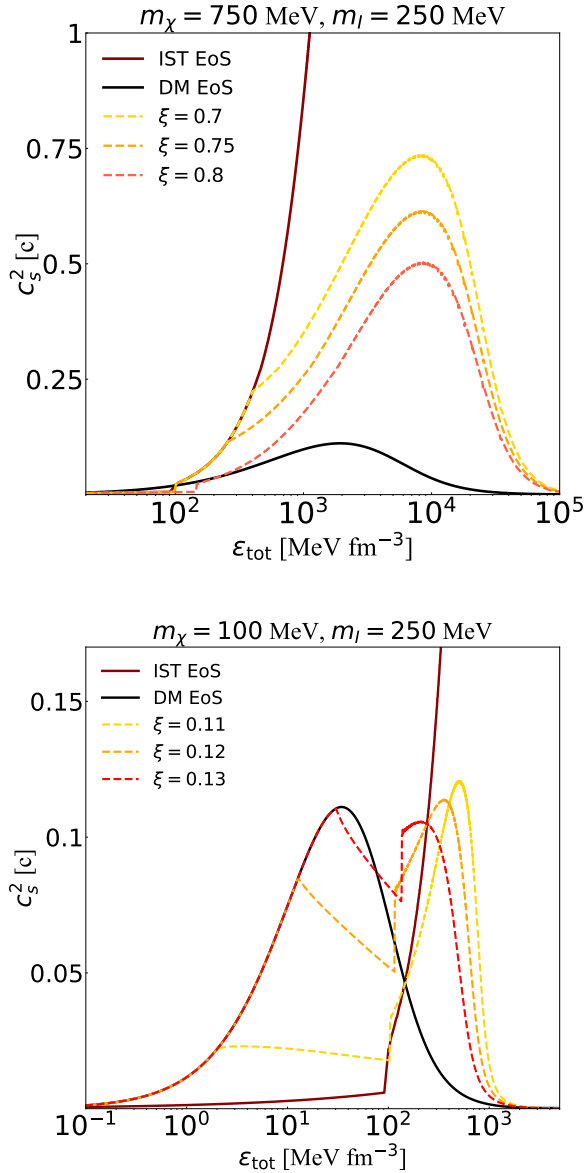 m_χ = 750 MeV, m_I = 250 MeV
1
0.75
0.5
0.25
c_s^2 [c]
IST EoS
DM EoS
ξ = 0.7
ξ = 0.75
ξ = 0.8
10^2
10^3
10^4
10^5
ε_tot [MeV fm^−3]
m_χ = 100 MeV, m_I = 250 MeV
0.15
0.1
0.05
c_s^2 [c]
IST EoS
DM EoS
ξ = 0.11
ξ = 0.12
ξ = 0.13
10^−1
10^0
10^1
10^2
10^3
ε_tot [MeV fm^−3]